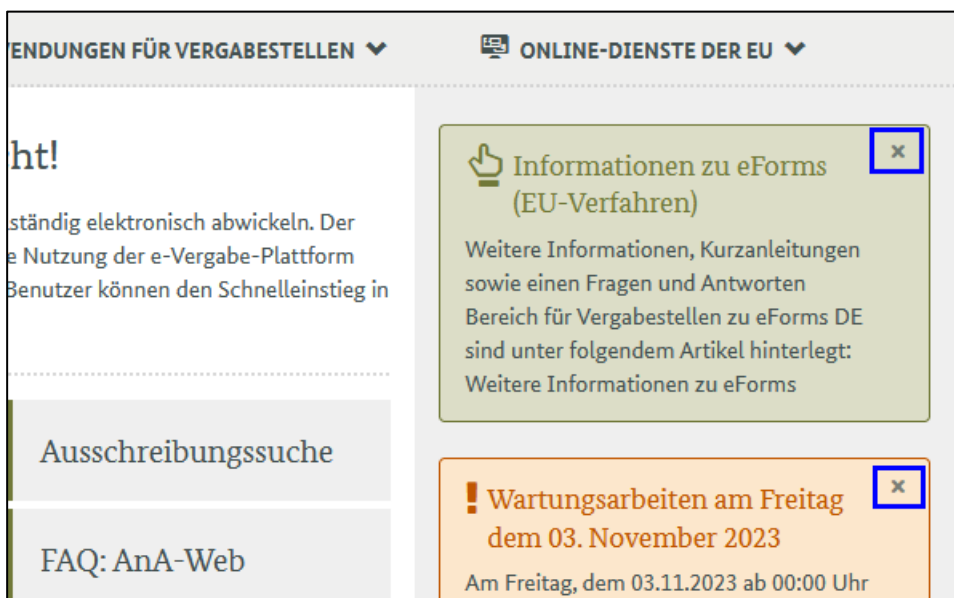 ENDUNGEN FÜR VERGABESTELLEN
ONLINE-DIENSTE DER EU
ht!
ständig elektronisch abwickeln. Der
e Nutzung der e-Vergabe-Plattform
Benutzer können den Schnelleinstieg in
Ausschreibungssuche
FAQ: AnA-Web
Informationen zu eForms
(EU-Verfahren)
Weitere Informationen, Kurzanleitungen
sowie einen Fragen und Antworten
Bereich für Vergabestellen zu eForms DE
sind unter folgendem Artikel hinterlegt:
Weitere Informationen zu eForms
Wartungsarbeiten am Freitag
dem 03. November 2023
Am Freitag, dem 03.11.2023 ab 00:00 Uhr